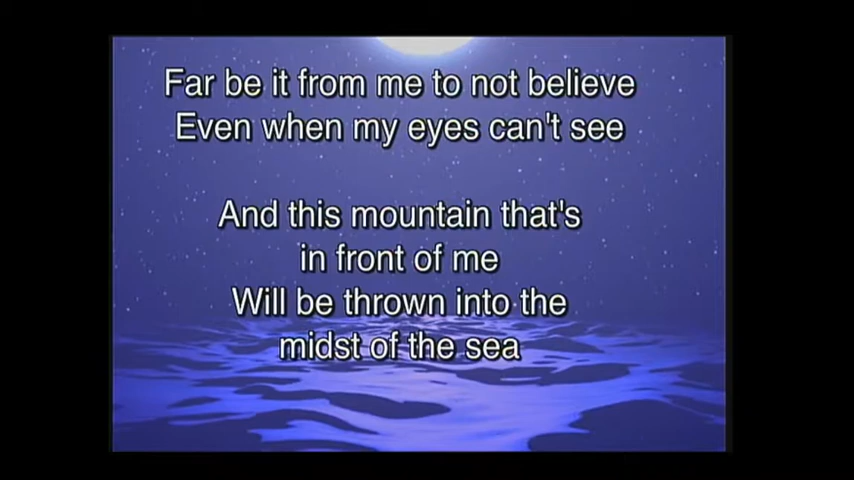 Far be it from me to not believe
Even when my eyes can't see
And this mountain that's
in front of me
Will be thrown into the
midst of the sea